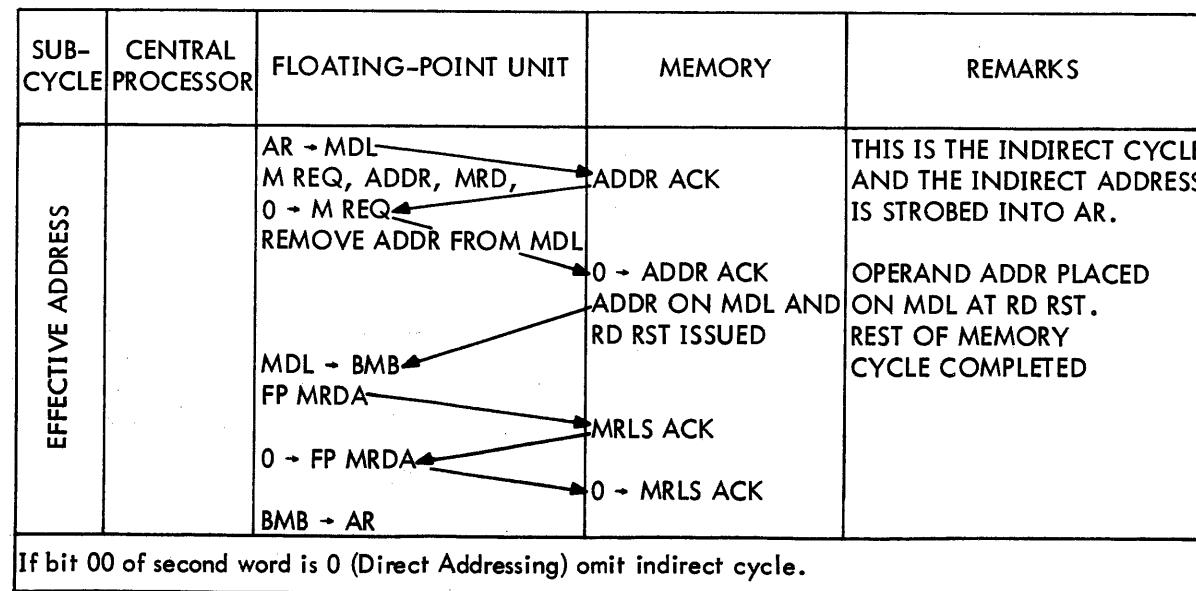 SUB-
CYCLE
CENTRAL
PROCESSOR
FLOATING-POINT UNIT
MEMORY
REMARKS
EFFECTIVE ADDRESS
AR → MDL
M REQ, ADDR, MRD,
0 → M REQ
REMOVE ADDR FROM MDL
MDL → BMB
FP MRDA
0 → FP MRDA
BMB → AR
ADDR ACK
0 → ADDR ACK
ADDR ON MDL AND
RD RST ISSUED
MRLS ACK
0 → MRLS ACK
THIS IS THE INDIRECT CYCLE
AND THE INDIRECT ADDRESS
IS STROBED INTO AR.
OPERAND ADDR PLACED
ON MDL AT RD RST.
REST OF MEMORY
CYCLE COMPLETED
If bit 00 of second word is 0 (Direct Addressing) omit indirect cycle.